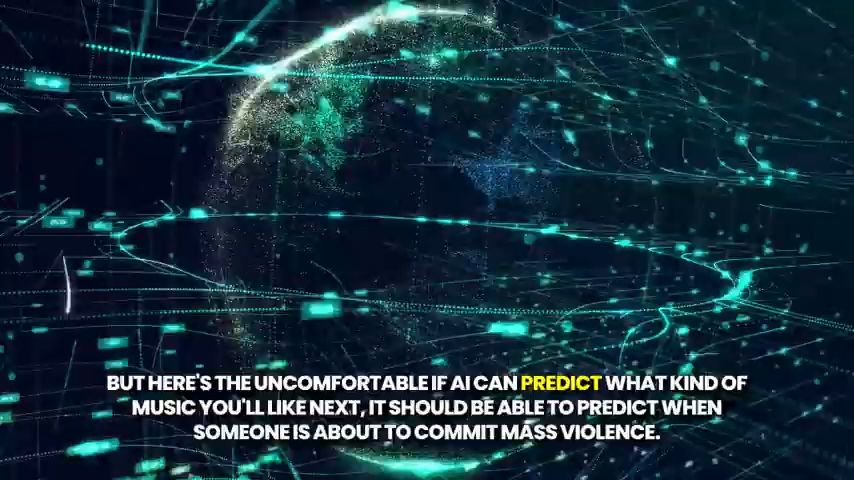 BUT HERE'S THE UNCOMFORTABLE IF AI CAN PREDICT WHAT KIND OF
MUSIC YOU'LL LIKE NEXT, IT SHOULD BE ABLE TO PREDICT WHEN
SOMEONE IS ABOUT TO COMMIT MASS VIOLENCE.